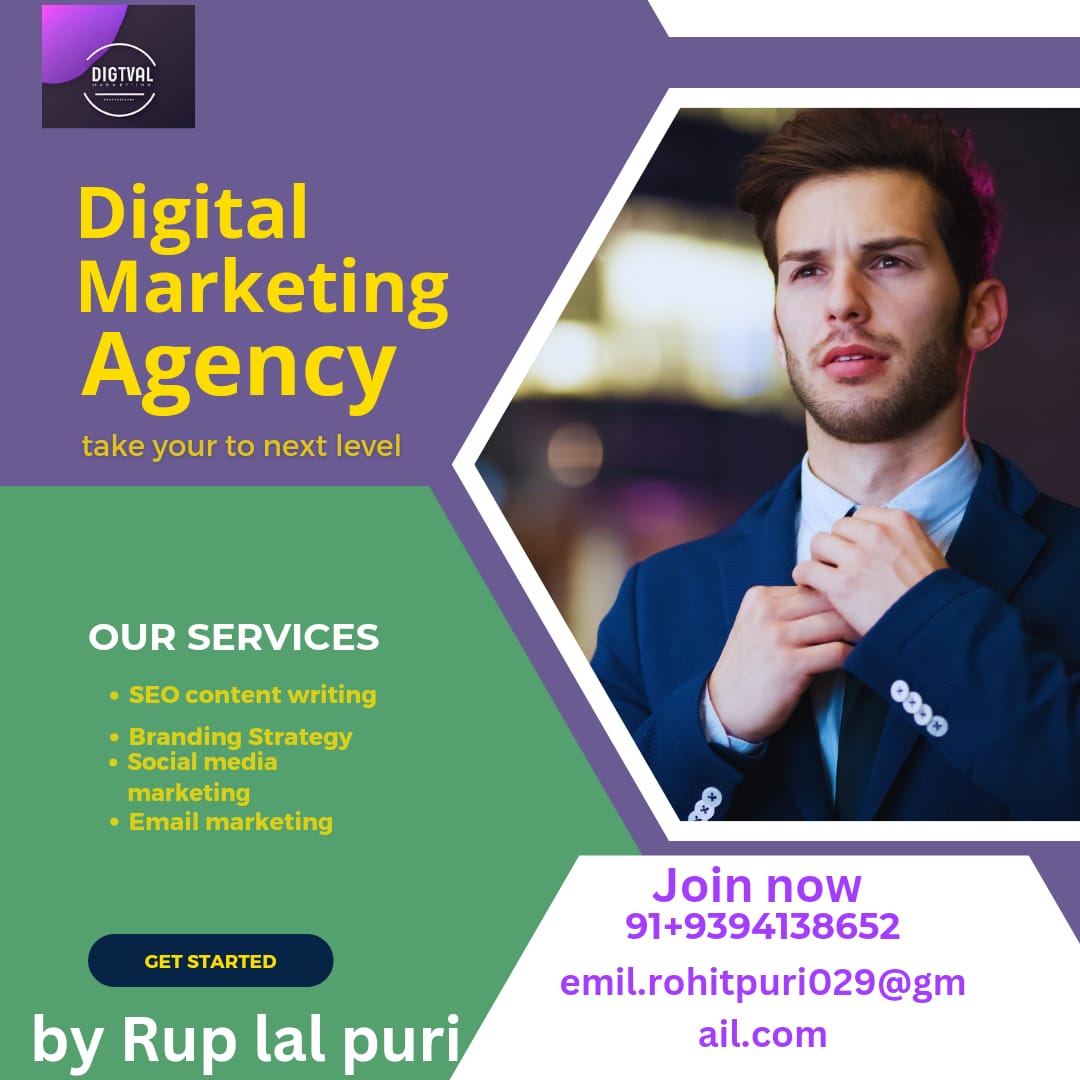 DIGTVAL
MARKETING
Digital
Marketing
Agency
take your to next level
OUR SERVICES
• SEO content writing
• Branding Strategy
• Social media
marketing
• Email marketing
GET STARTED
by Rup lal puri
Join now
91+9394138652
emil.rohitpuri029@gm
ail.com